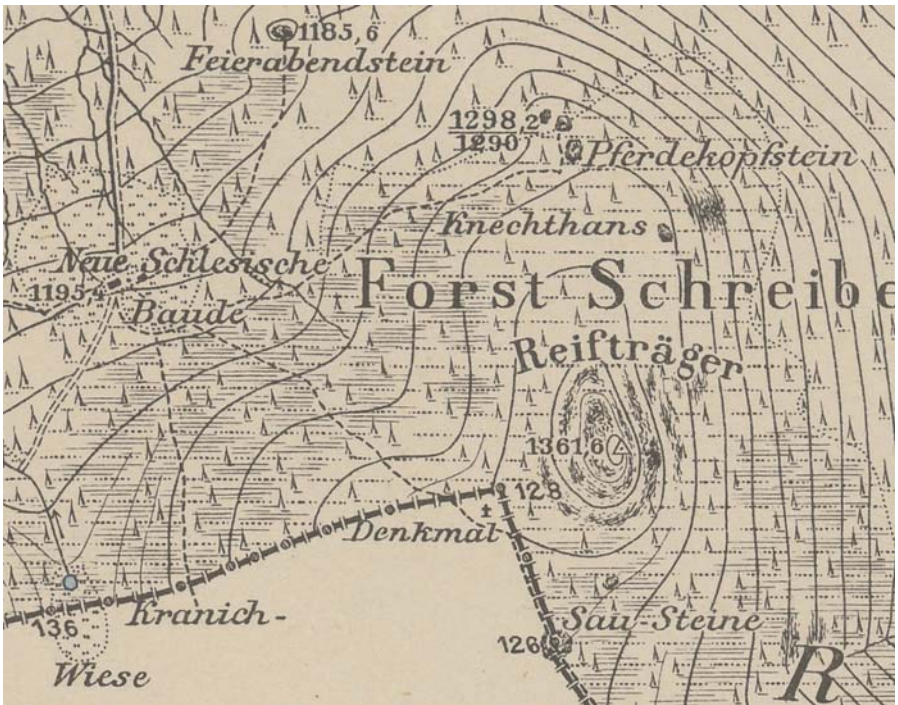 1185,6
Feierabendstein
1298,2
1290
Pferdekopfstein
Knechthans
Neue Schlesische
1195,4
Baude
Forst Schreibe
Reifträger
1361,6
128
Denkmal
Sau-Steine
126
Kranich-
136
Wiese
R